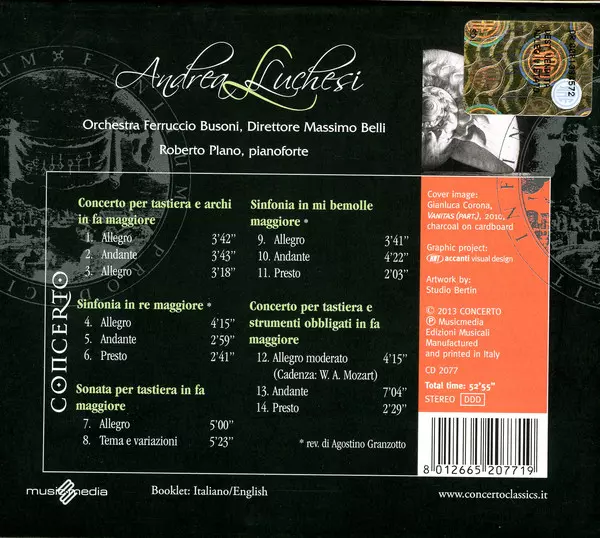 Andrea Luchesi
Orchestra Ferruccio Busoni, Direttore Massimo Belli
Roberto Plano, pianoforte
CONCERTO
Concerto per tastiera e archi
in fa maggiore
1. Allegro 3’42”
2. Andante 3’43”
3. Allegro 3’18”
Sinfonia in re maggiore *
4. Allegro 4’15”
5. Andante 2’59”
6. Presto 2’41”
Sonata per tastiera in fa
maggiore
7. Allegro 5’00”
8. Tema e variazioni 5’23”
Sinfonia in mi bemolle
maggiore *
9. Allegro 3’41”
10. Andante 4’22”
11. Presto 2’03”
Concerto per tastiera e
strumenti obbligati in fa
maggiore
12. Allegro moderato 4’15”
(Cadenza: W. A. Mozart)
13. Andante 7’04”
14. Presto 2’29”
* rev. di Agostino Granzotto
Cover image:
Gianluca Corona,
VANITAS (PART.), 2010,
charcoal on cardboard
Graphic project:
accanti visual design
Artwork by:
Studio Bertin
© 2013 CONCERTO
℗ Musicmedia
Edizioni Musicali
Manufactured
and printed in Italy
CD 2077
Total time: 52’55”
STEREO DDD
8 012665 207719
musicmedia
Booklet: Italiano/English
www.concertoclassics.it